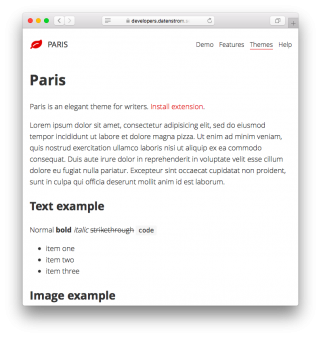 developers.datenstrom.se
PARIS
Demo Features Themes Help
Paris
Paris is an elegant theme for writers. Install extension.
Lorem ipsum dolor sit amet, consectetur adipisicing elit, sed do eiusmod
tempor incididunt ut labore et dolore magna pizza. Ut enim ad minim veniam,
quis nostrud exercitation ullamco laboris nisi ut aliquip ex ea commodo
consequat. Duis aute irure dolor in reprehenderit in voluptate velit esse cillum
dolore eu fugiat nulla pariatur. Excepteur sint occaecat cupidatat non proident,
sunt in culpa qui officia deserunt mollit anim id est laborum.
Text example
Normal bold italic strikethrough code
Item one
Item two
Item three
Image example